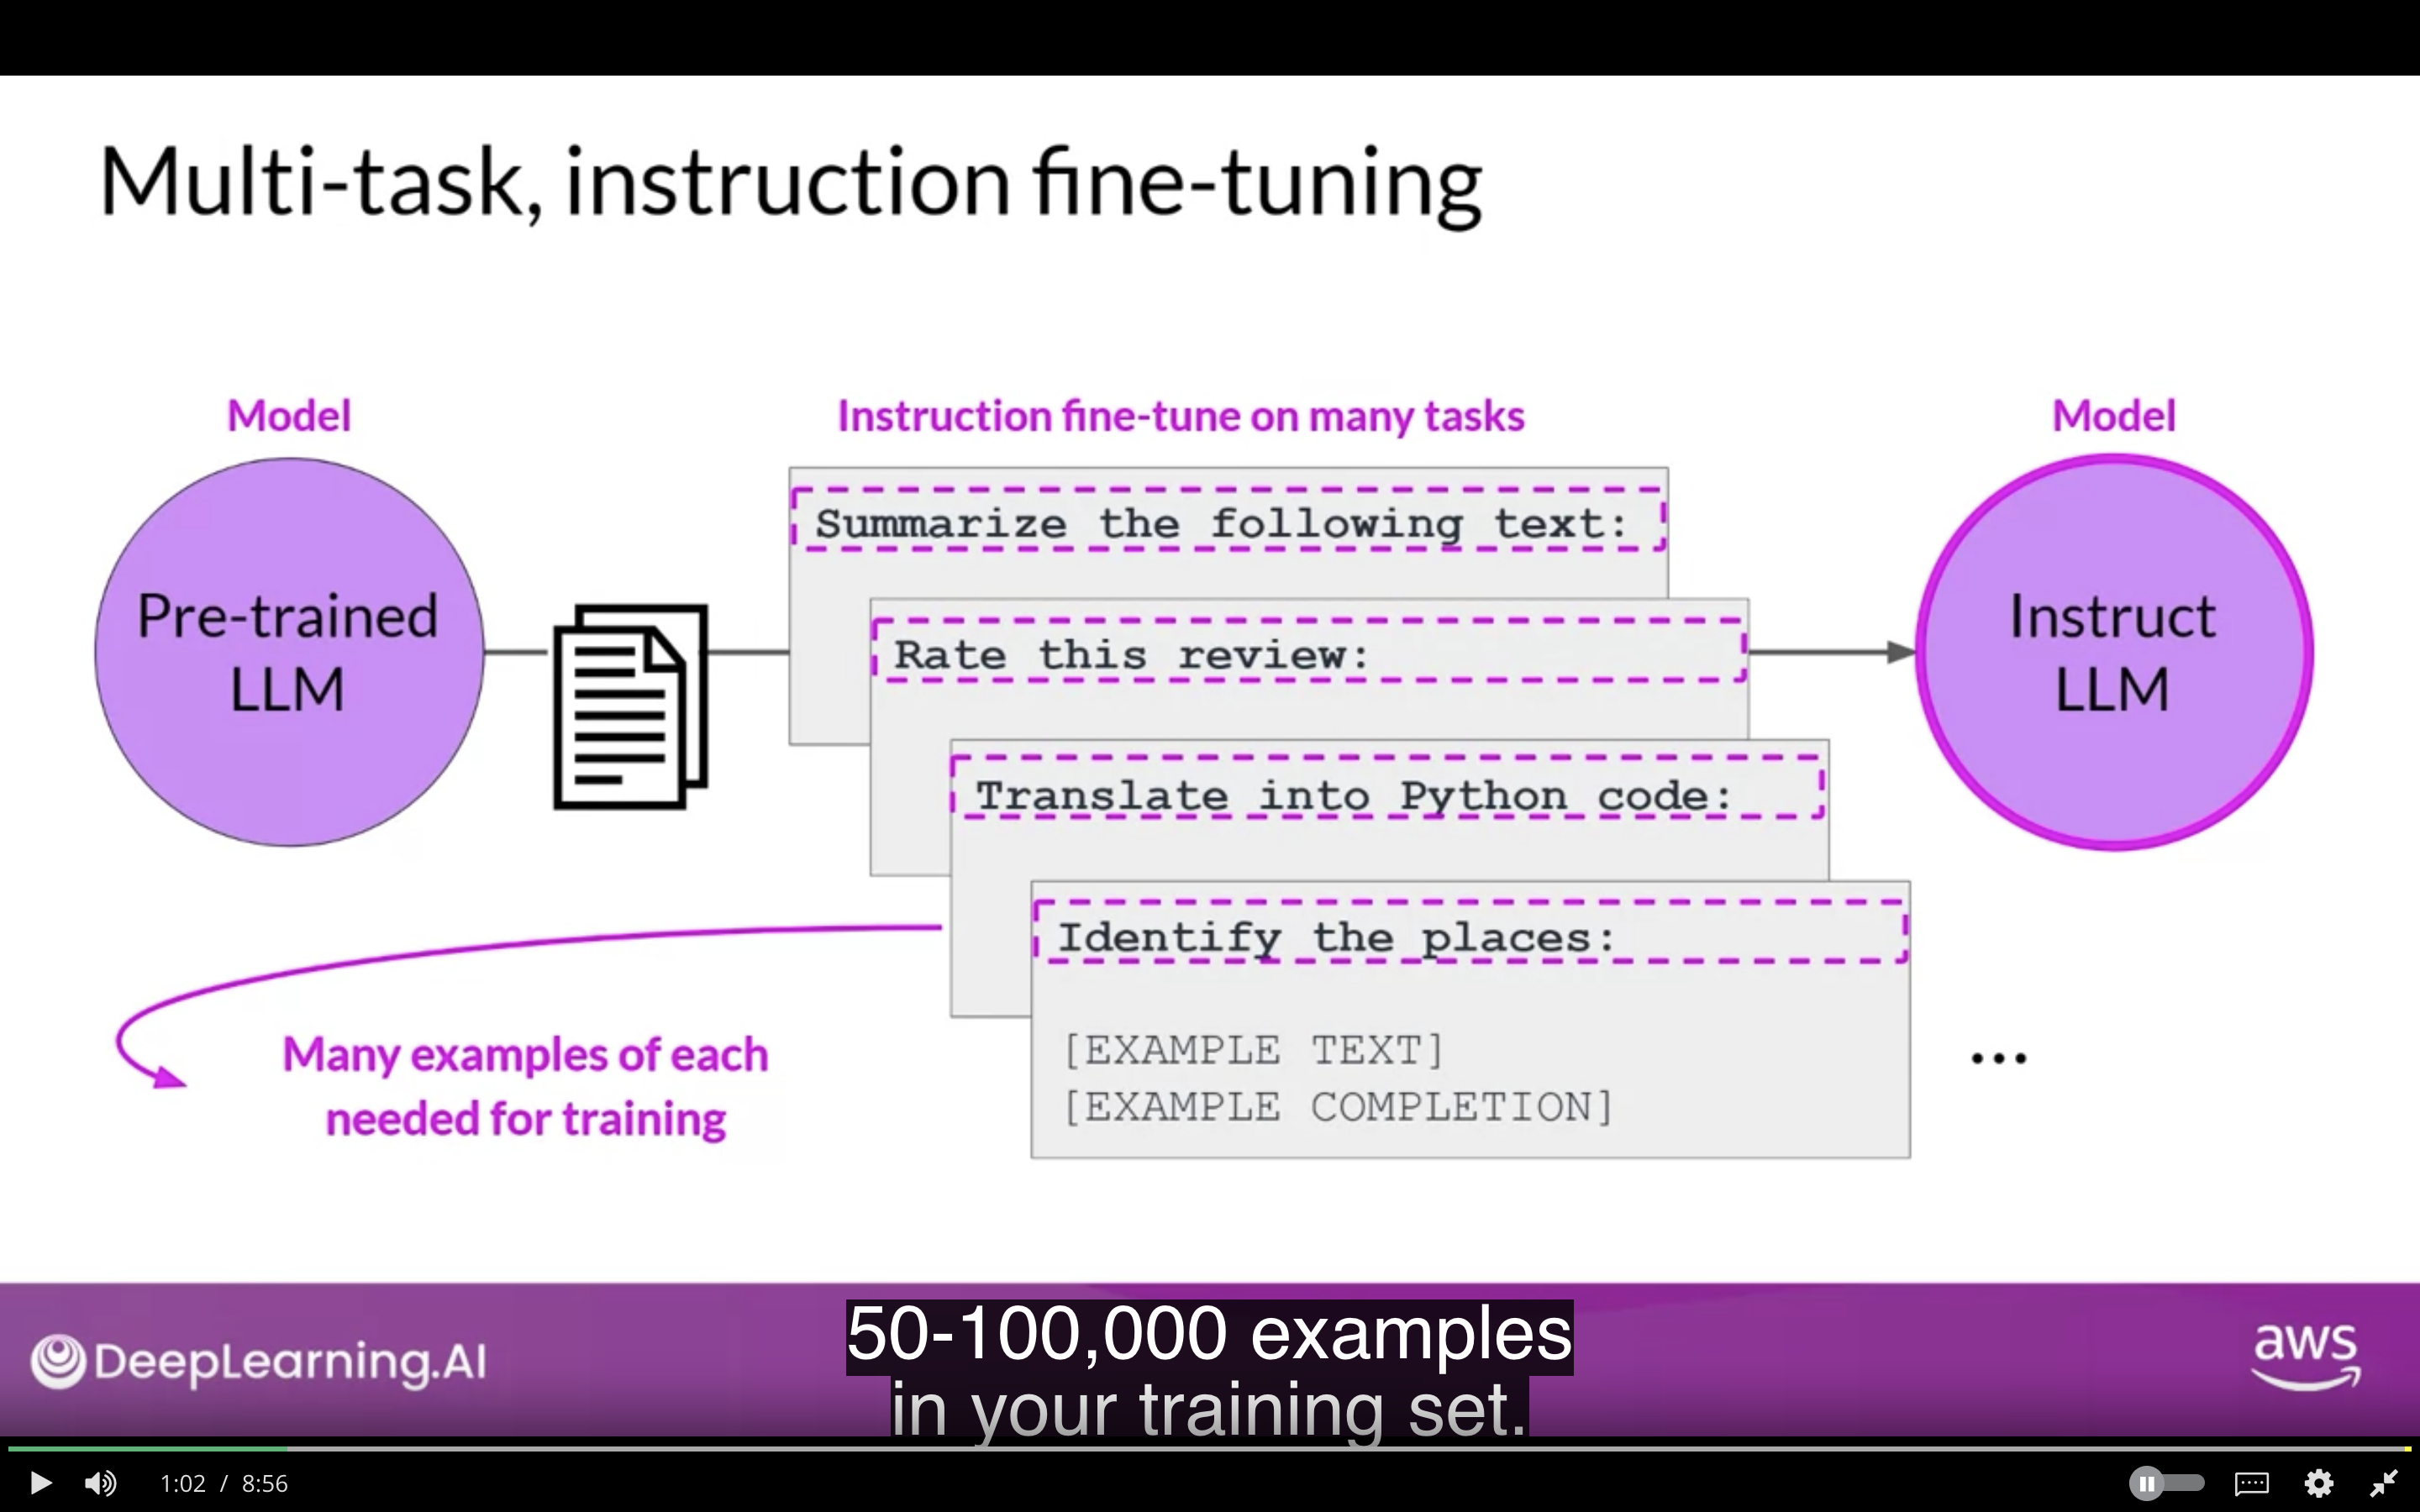 Multi-task, instruction fine-tuning
Model
Instruction fine-tune on many tasks
Model
Pre-trained
LLM
Summarize the following text:
Rate this review:
Translate into Python code:
Identify the places:
[EXAMPLE TEXT]
[EXAMPLE COMPLETION]
...
Instruct
LLM
Many examples of each
needed for training
DeepLearning.AI
50-100,000 examples
in your training set.
aws
1:02 / 8:56